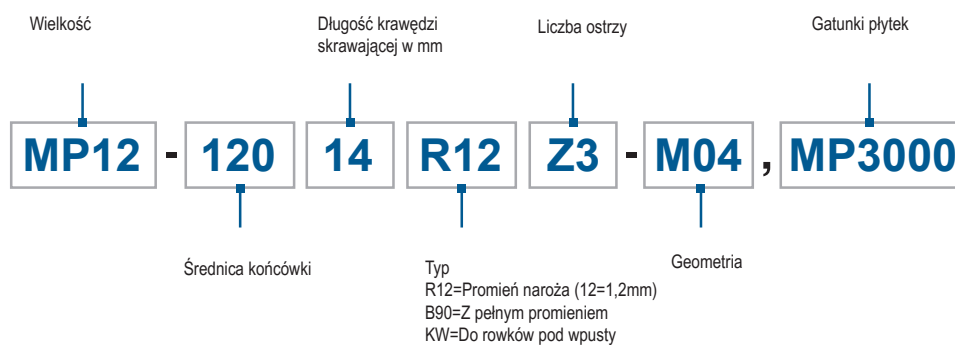 Wielkość
Długość krawędzi
skrawającej w mm
Liczba ostrzy
Gatunki płytek
MP12 - 120 14 R12 Z3 - M04 , MP3000
Średnica końcówki
Typ
R12=Promień naroża (12=1,2mm)
B90=Z pełnym promieniem
KW=Do rowków pod wpusty
Geometria